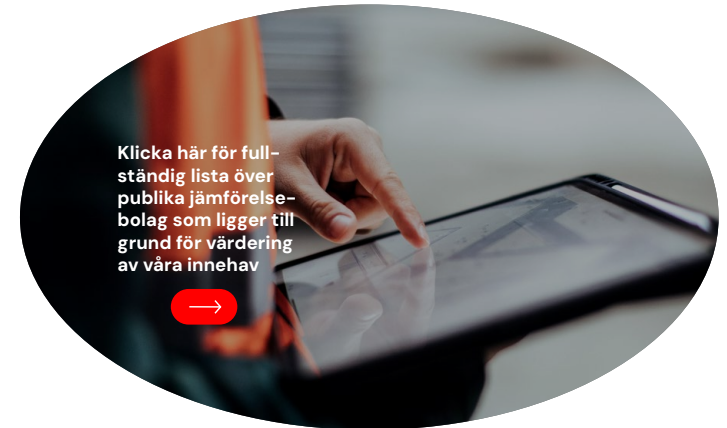 Klicka här för full-
ständig lista över
publika jämförelse-
bolag som ligger till
grund för värdering
av våra innehav